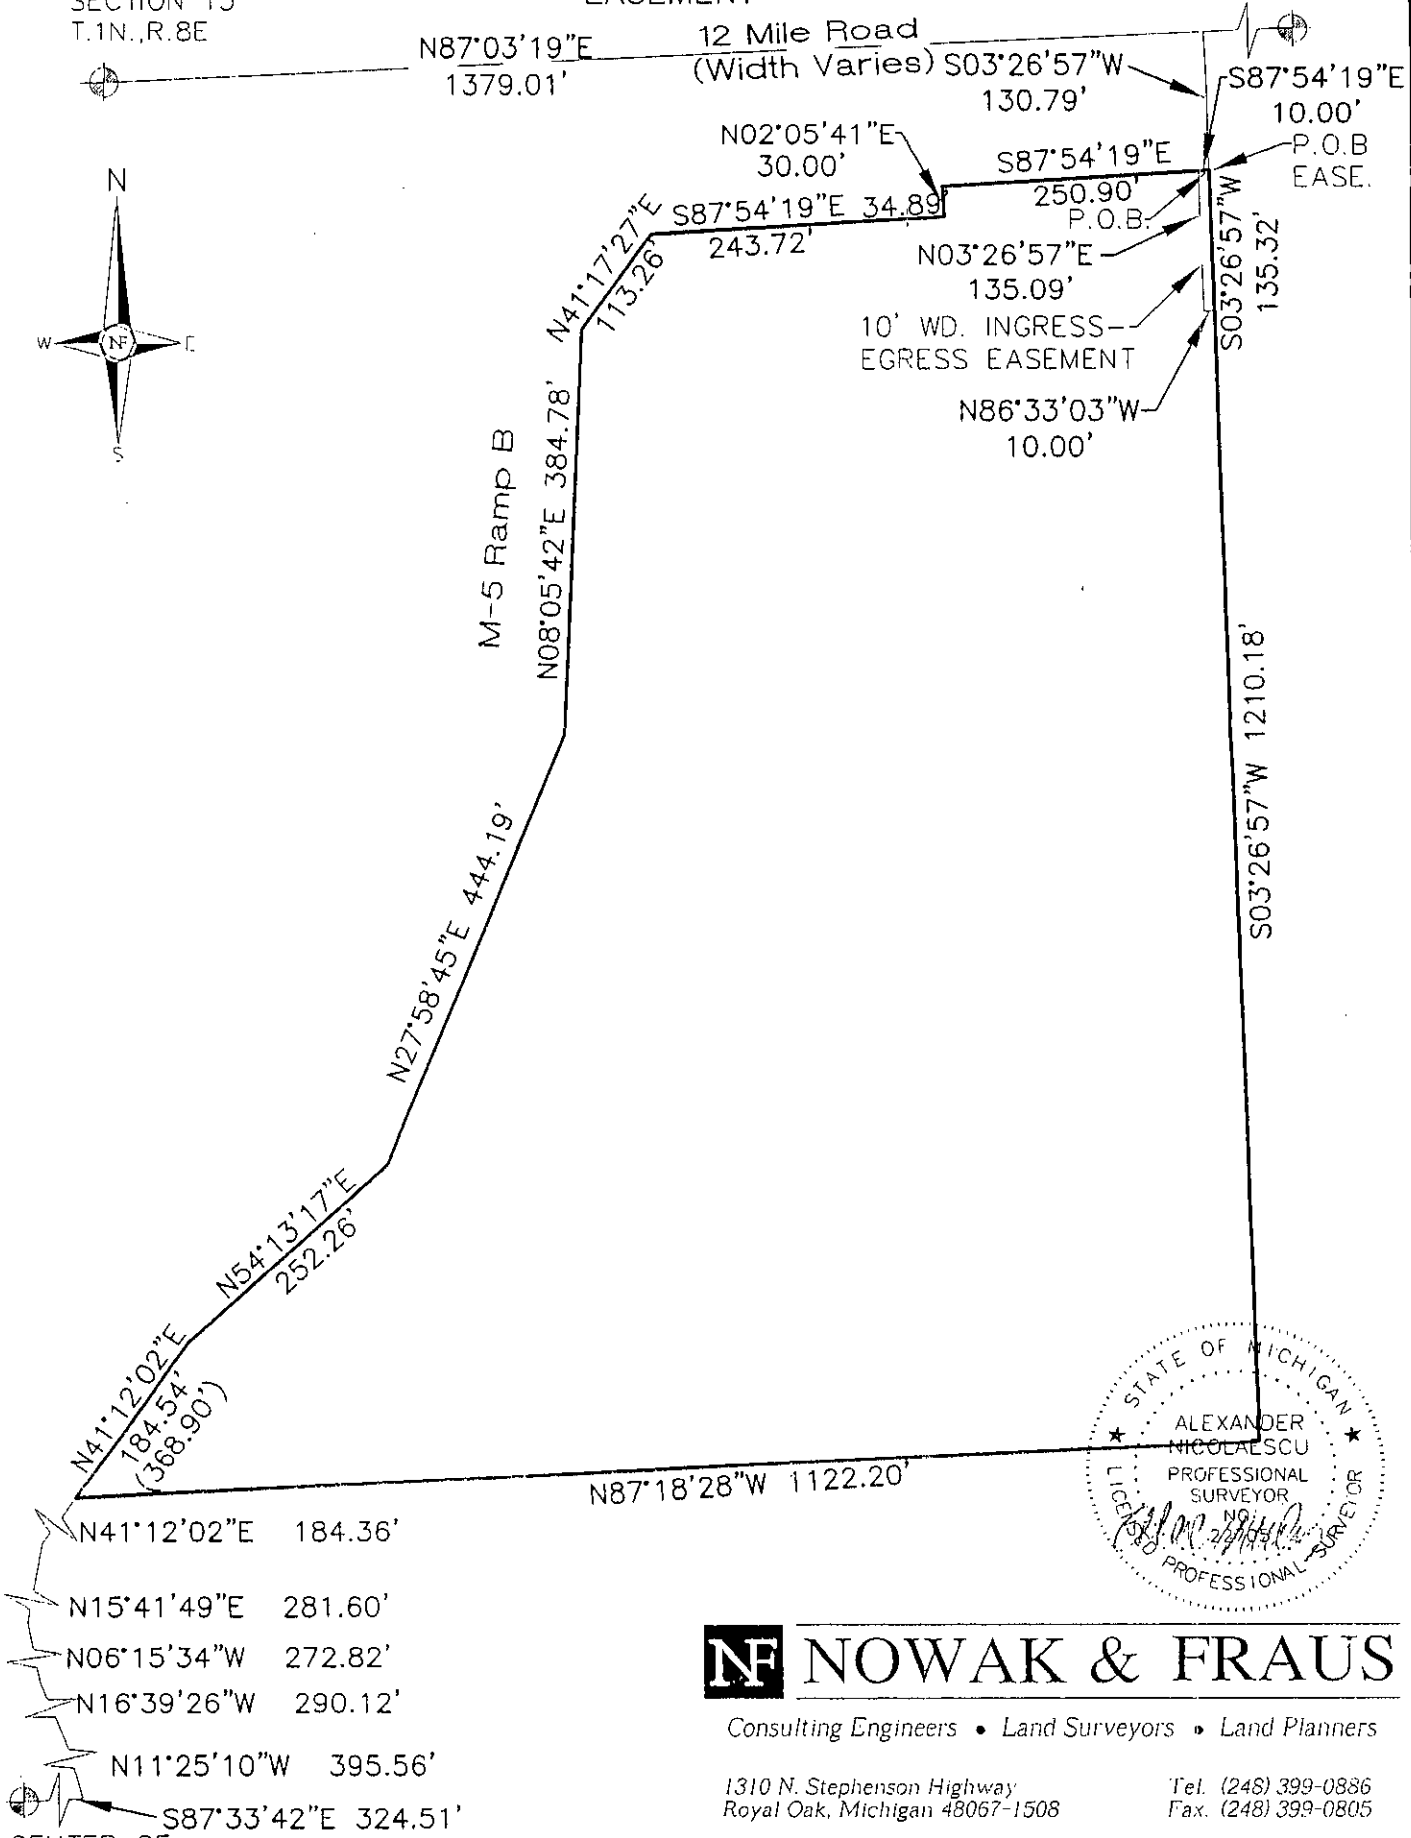 T.1N.,R.8E
12 Mile Road
(Width Varies)
N87°03'19"E
1379.01'
S03°26'57"W
130.79'
S87°54'19"E
10.00'
P.O.B
EASE.
N02°05'41"E
30.00'
S87°54'19"E
250.90'
P.O.B.
S87°54'19"E 34.89'
243.72'
N03°26'57"E
135.09'
10' WD. INGRESS-
EGRESS EASEMENT
N86°33'03"W
10.00'
S03°26'57"W
135.32'
N
W
NF
E
S
N41°17'27"E
113.26'
M-5 Ramp B
N08°05'42"E 384.78'
S03°26'57"W 1210.18'
N27°58'45"E 444.19'
N54°13'17"E
252.26'
N41°12'02"E
184.54'
(368.90')
N87°18'28"W 1122.20'
N41°12'02"E 184.36'
N15°41'49"E 281.60'
N06°15'34"W 272.82'
N16°39'26"W 290.12'
N11°25'10"W 395.56'
S87°33'42"E 324.51'
STATE OF MICHIGAN
ALEXANDER
NICOLAESCU
PROFESSIONAL
SURVEYOR
NO.
LICENSED PROFESSIONAL SURVEYOR
NF NOWAK & FRAUS
Consulting Engineers • Land Surveyors • Land Planners
1310 N. Stephenson Highway
Royal Oak, Michigan 48067-1508
Tel. (248) 399-0886
Fax. (248) 399-0805